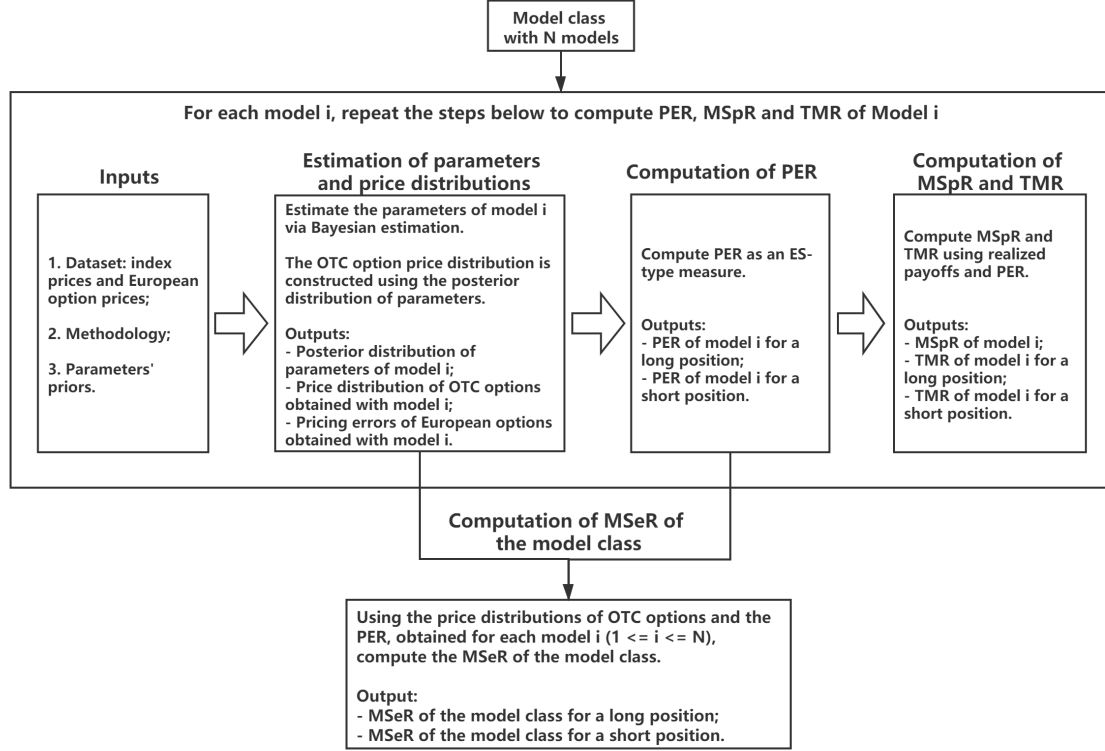 Model class
with N models
For each model i, repeat the steps below to compute PER, MSpR and TMR of Model i
Inputs
1. Dataset: index
prices and European
option prices;
2. Methodology;
3. Parameters'
priors.
Estimation of parameters
and price distributions
Estimate the parameters of model i
via Bayesian estimation.
The OTC option price distribution is
constructed using the posterior
distribution of parameters.
Outputs:
- Posterior distribution of
parameters of model i;
- Price distribution of OTC options
obtained with model i;
- Pricing errors of European options
obtained with model i.
Computation of PER
Compute PER as an ES-
type measure.
Outputs:
- PER of model i for a
long position;
- PER of model i for a
short position.
Computation of
MSpR and TMR
Compute MSpR and
TMR using realized
payoffs and PER.
Outputs:
- MSpR of model i;
- TMR of model i for a
long position;
- TMR of model i for a
short position.
Computation of MSeR of
the model class
Using the price distributions of OTC options and the
PER, obtained for each model i (1 <= i <= N),
compute the MSeR of the model class.
Output:
- MSeR of the model class for a long position;
- MSeR of the model class for a short position.